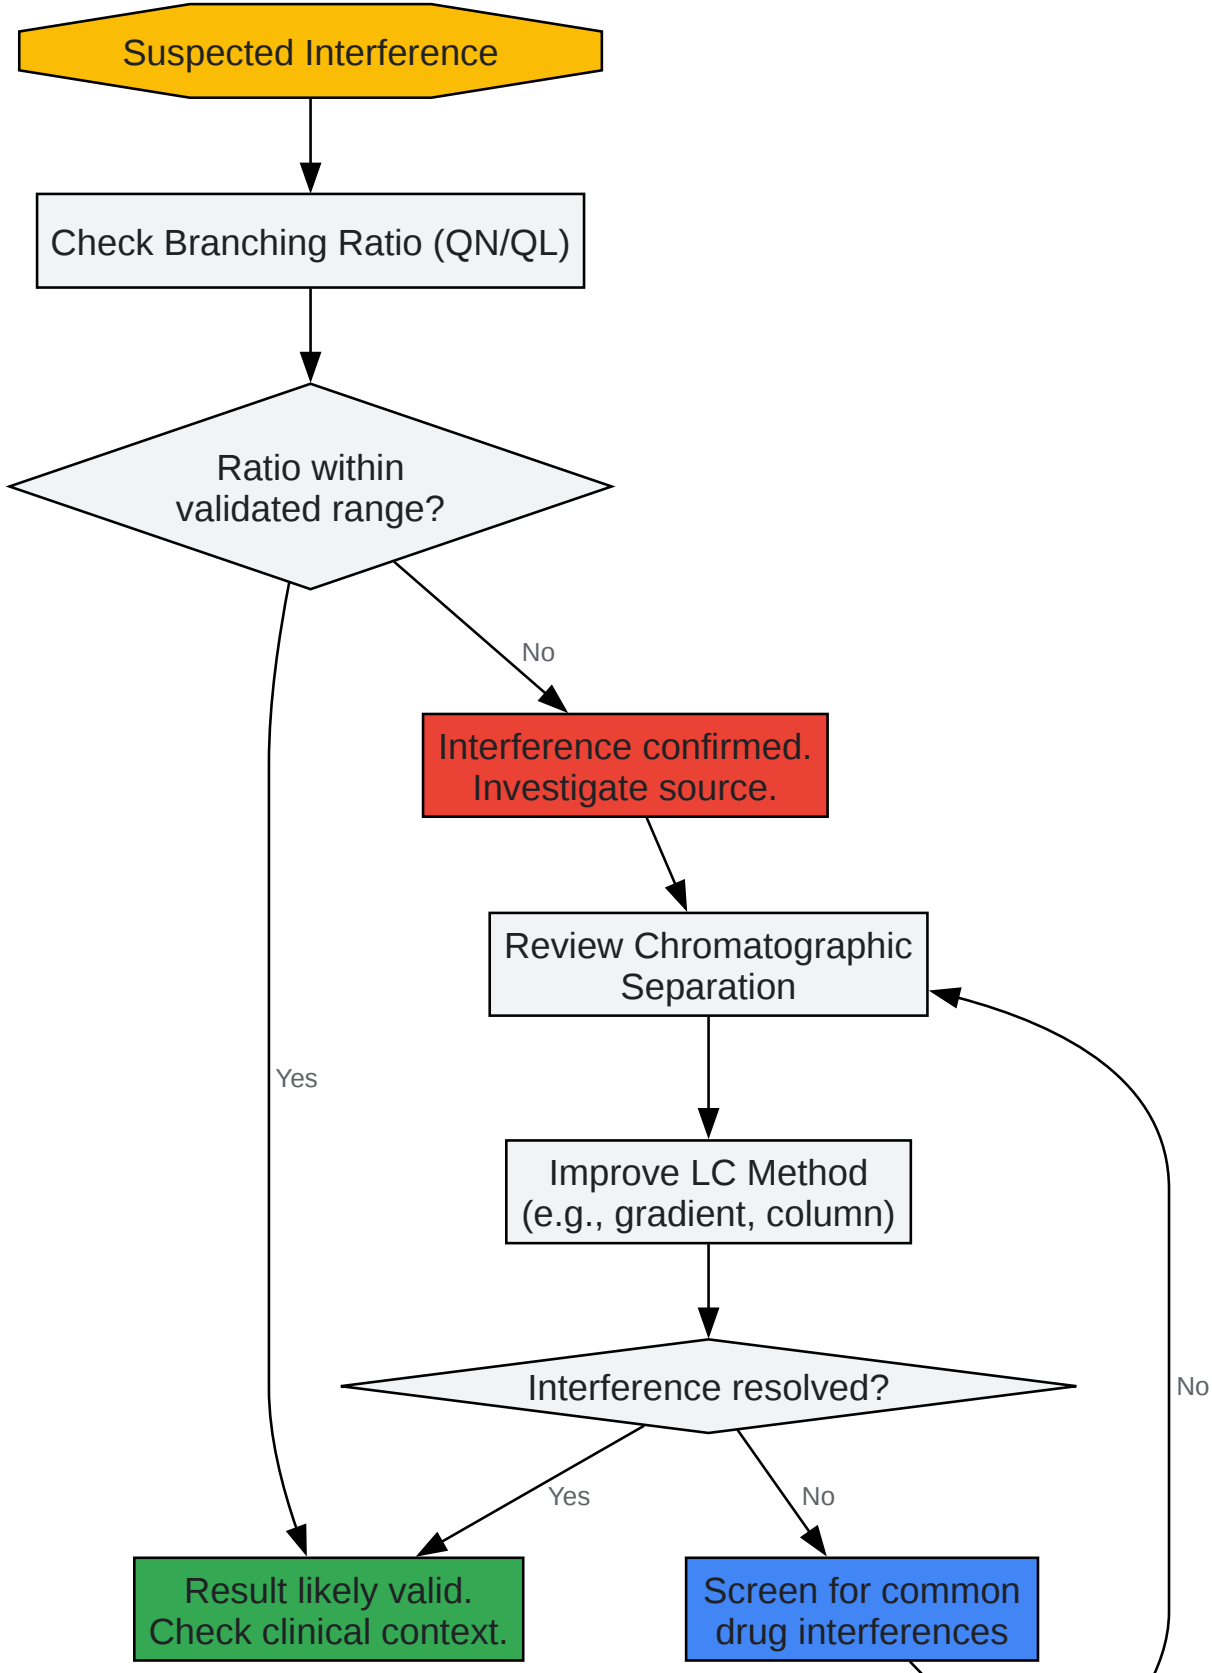 Suspected Interference
Check Branching Ratio (QN/QL)
Ratio within
validated range?
No
Interference confirmed.
Investigate source.
Review Chromatographic
Separation
Yes
Improve LC Method
(e.g., gradient, column)
Interference resolved?
No
Yes
No
Result likely valid.
Check clinical context.
Screen for common
drug interferences